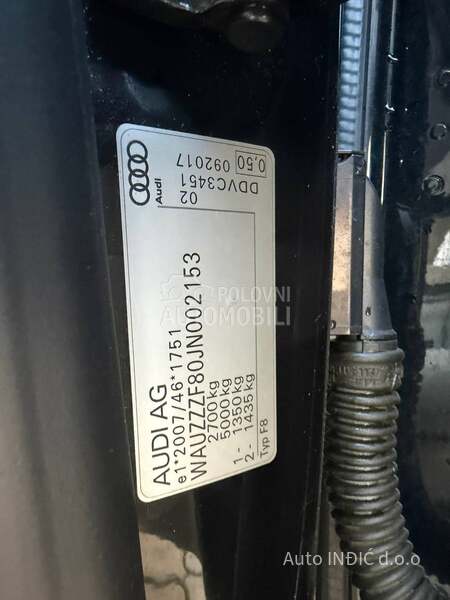 AUDI AG
e1*2007/46*1751
WAUZZZF80JN002153
2700 kg
5000 kg
1 - 1350 kg
2 - 1435 kg
Typ F8
Audi
02
DDVC3451
0,50 092017
POLOVNI
AUTOMOBILI
Auto INĐIĆ d.o.o